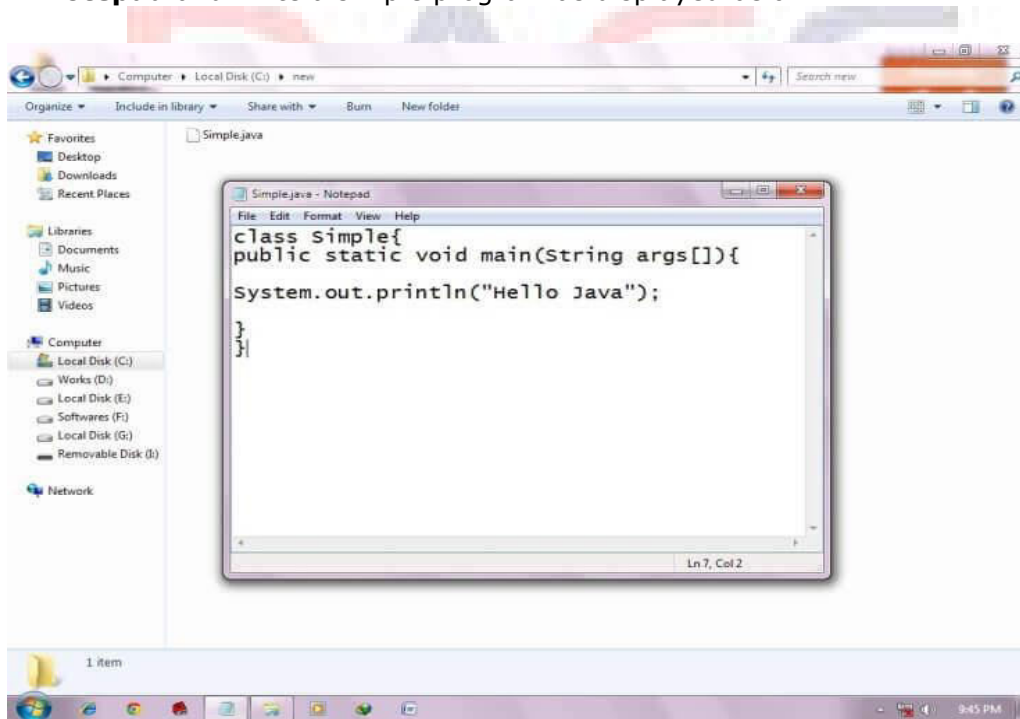 Computer ▸ Local Disk (C:) ▸ new
Search new
Organize
Include in library
Share with
Burn
New folder
Favorites
Desktop
Downloads
Recent Places
Libraries
Documents
Music
Pictures
Videos
Computer
Local Disk (C:)
Works (D:)
Local Disk (E:)
Softwares (F:)
Local Disk (G:)
Removable Disk (I:)
Network
Simple.java
Simple.java - Notepad
File Edit Format View Help
class Simple{
public static void main(String args[]){
System.out.println("Hello Java");
}
}
Ln 7, Col 2
1 item
9:45 PM